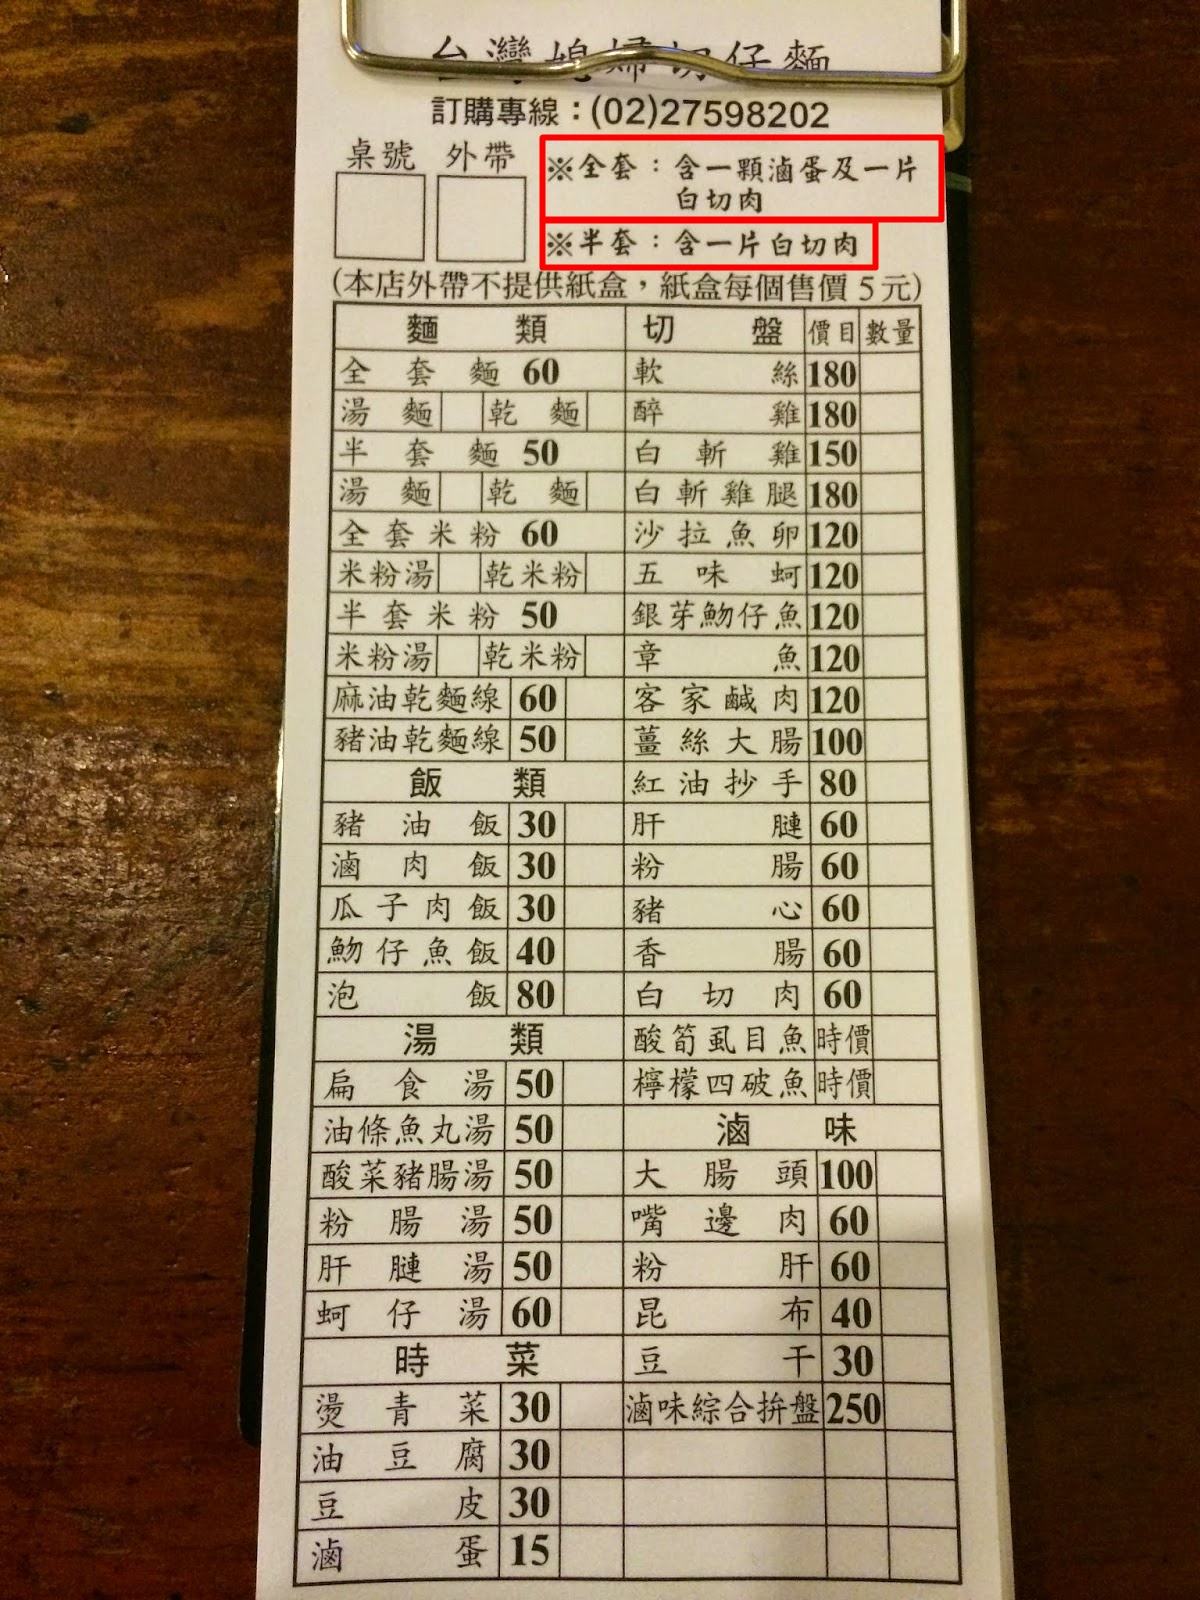 台灣媳婦切仔麵
訂購專線：(02)27598202
桌號 外帶
※全套：含一顆滷蛋及一片
白切肉
※半套：含一片白切肉
(本店外帶不提供紙盒，紙盒每個售價5元)
麵類
全套麵 60
湯麵 乾麵
半套麵 50
湯麵 乾麵
全套米粉 60
米粉湯 乾米粉
半套米粉 50
米粉湯 乾米粉
麻油乾麵線 60
豬油乾麵線 50
飯類
豬油飯 30
滷肉飯 30
瓜子肉飯 30
魩仔魚飯 40
泡飯 80
湯類
扁食湯 50
油條魚丸湯 50
酸菜豬腸湯 50
粉腸湯 50
肝膴湯 50
蚵仔湯 60
時菜
燙青菜 30
油豆腐 30
豆皮 30
滷蛋 15
切盤 價目 數量
軟絲 180
醉雞 180
白斬雞 150
白斬雞腿 180
沙拉魚卵 120
五味蚵 120
銀芽魩仔魚 120
章魚 120
客家鹹肉 120
薑絲大腸 100
紅油抄手 80
肝膴 60
粉腸 60
豬心 60
香腸 60
白切肉 60
酸筍虱目魚 時價
檸檬四破魚 時價
滷味
大腸頭 100
嘴邊肉 60
粉肝 60
昆布 40
豆干 30
滷味綜合拚盤 250